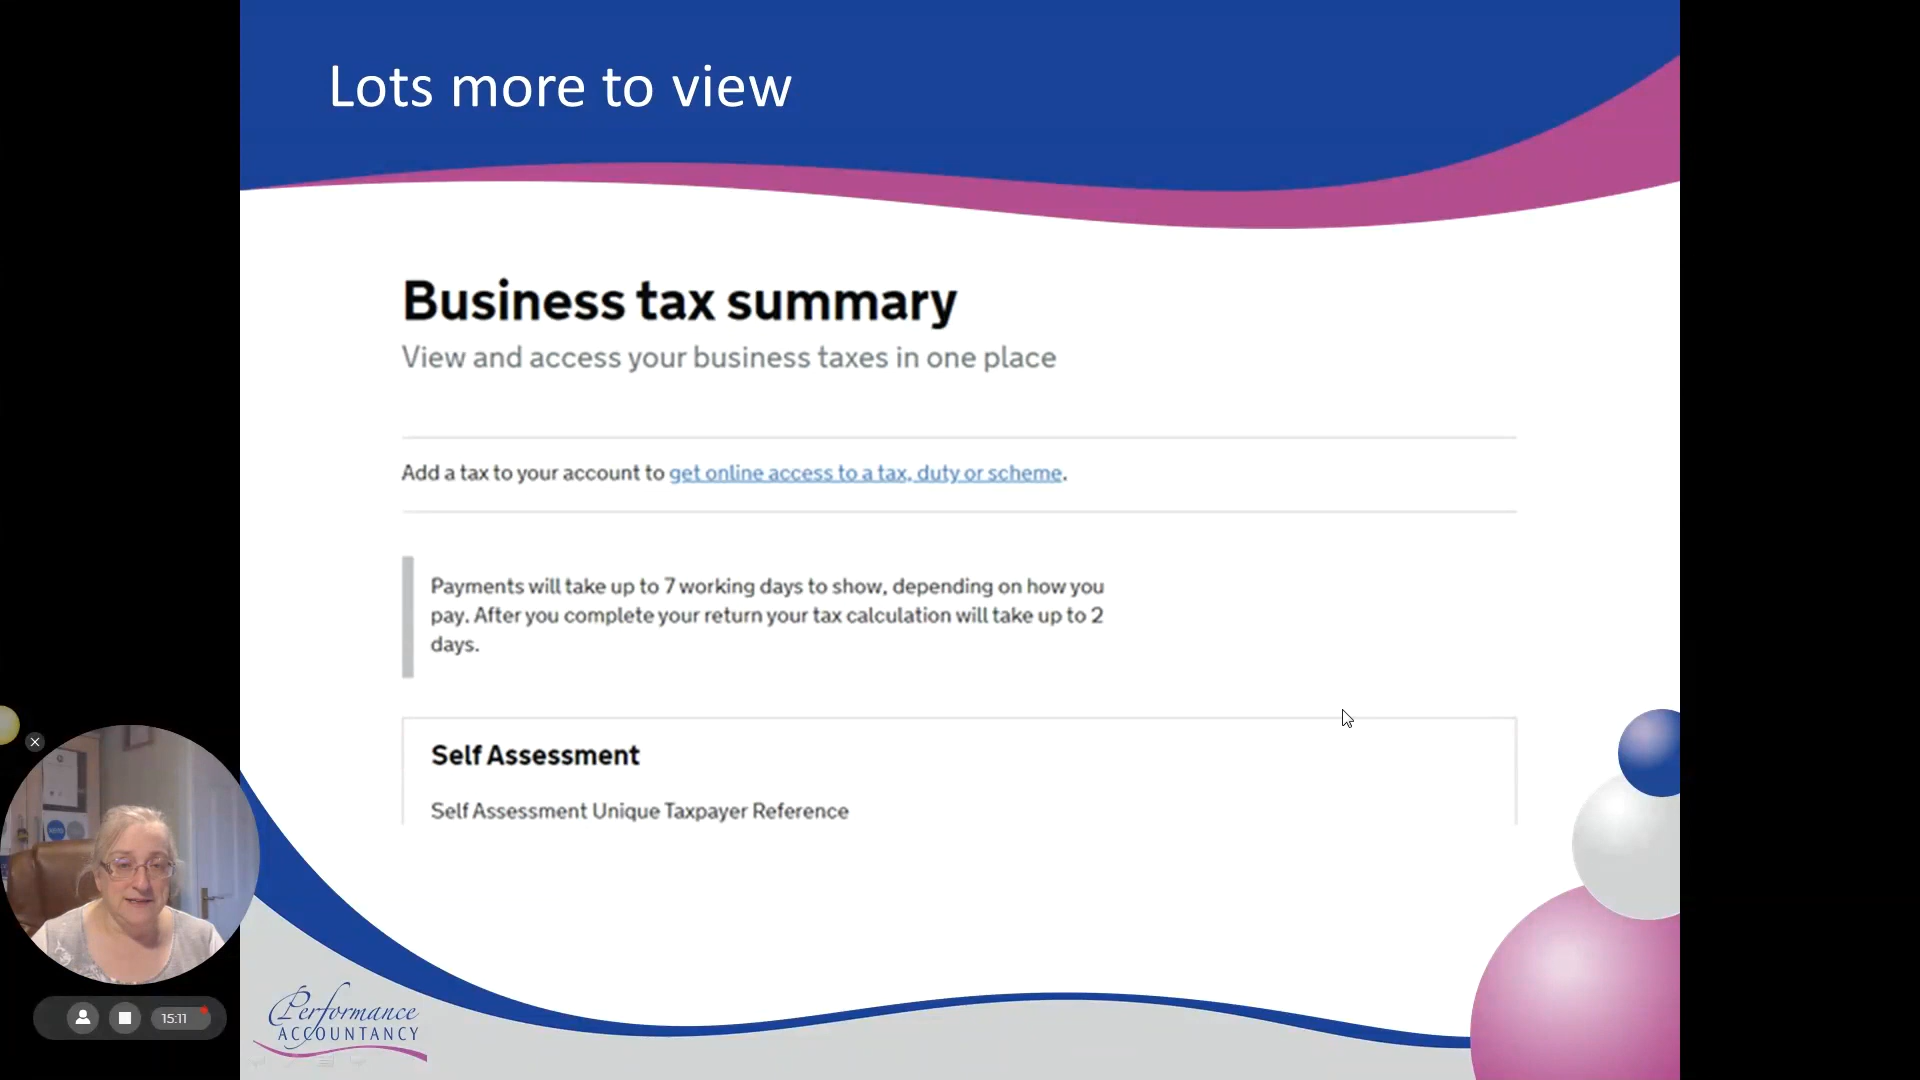 Lots more to view
Business tax summary
View and access your business taxes in one place
Add a tax to your account to get online access to a tax, duty or scheme.
Payments will take up to 7 working days to show, depending on how you
pay. After you complete your return your tax calculation will take up to 2
days.
Self Assessment
Self Assessment Unique Taxpayer Reference
15:11
Performance
ACCOUNTANCY